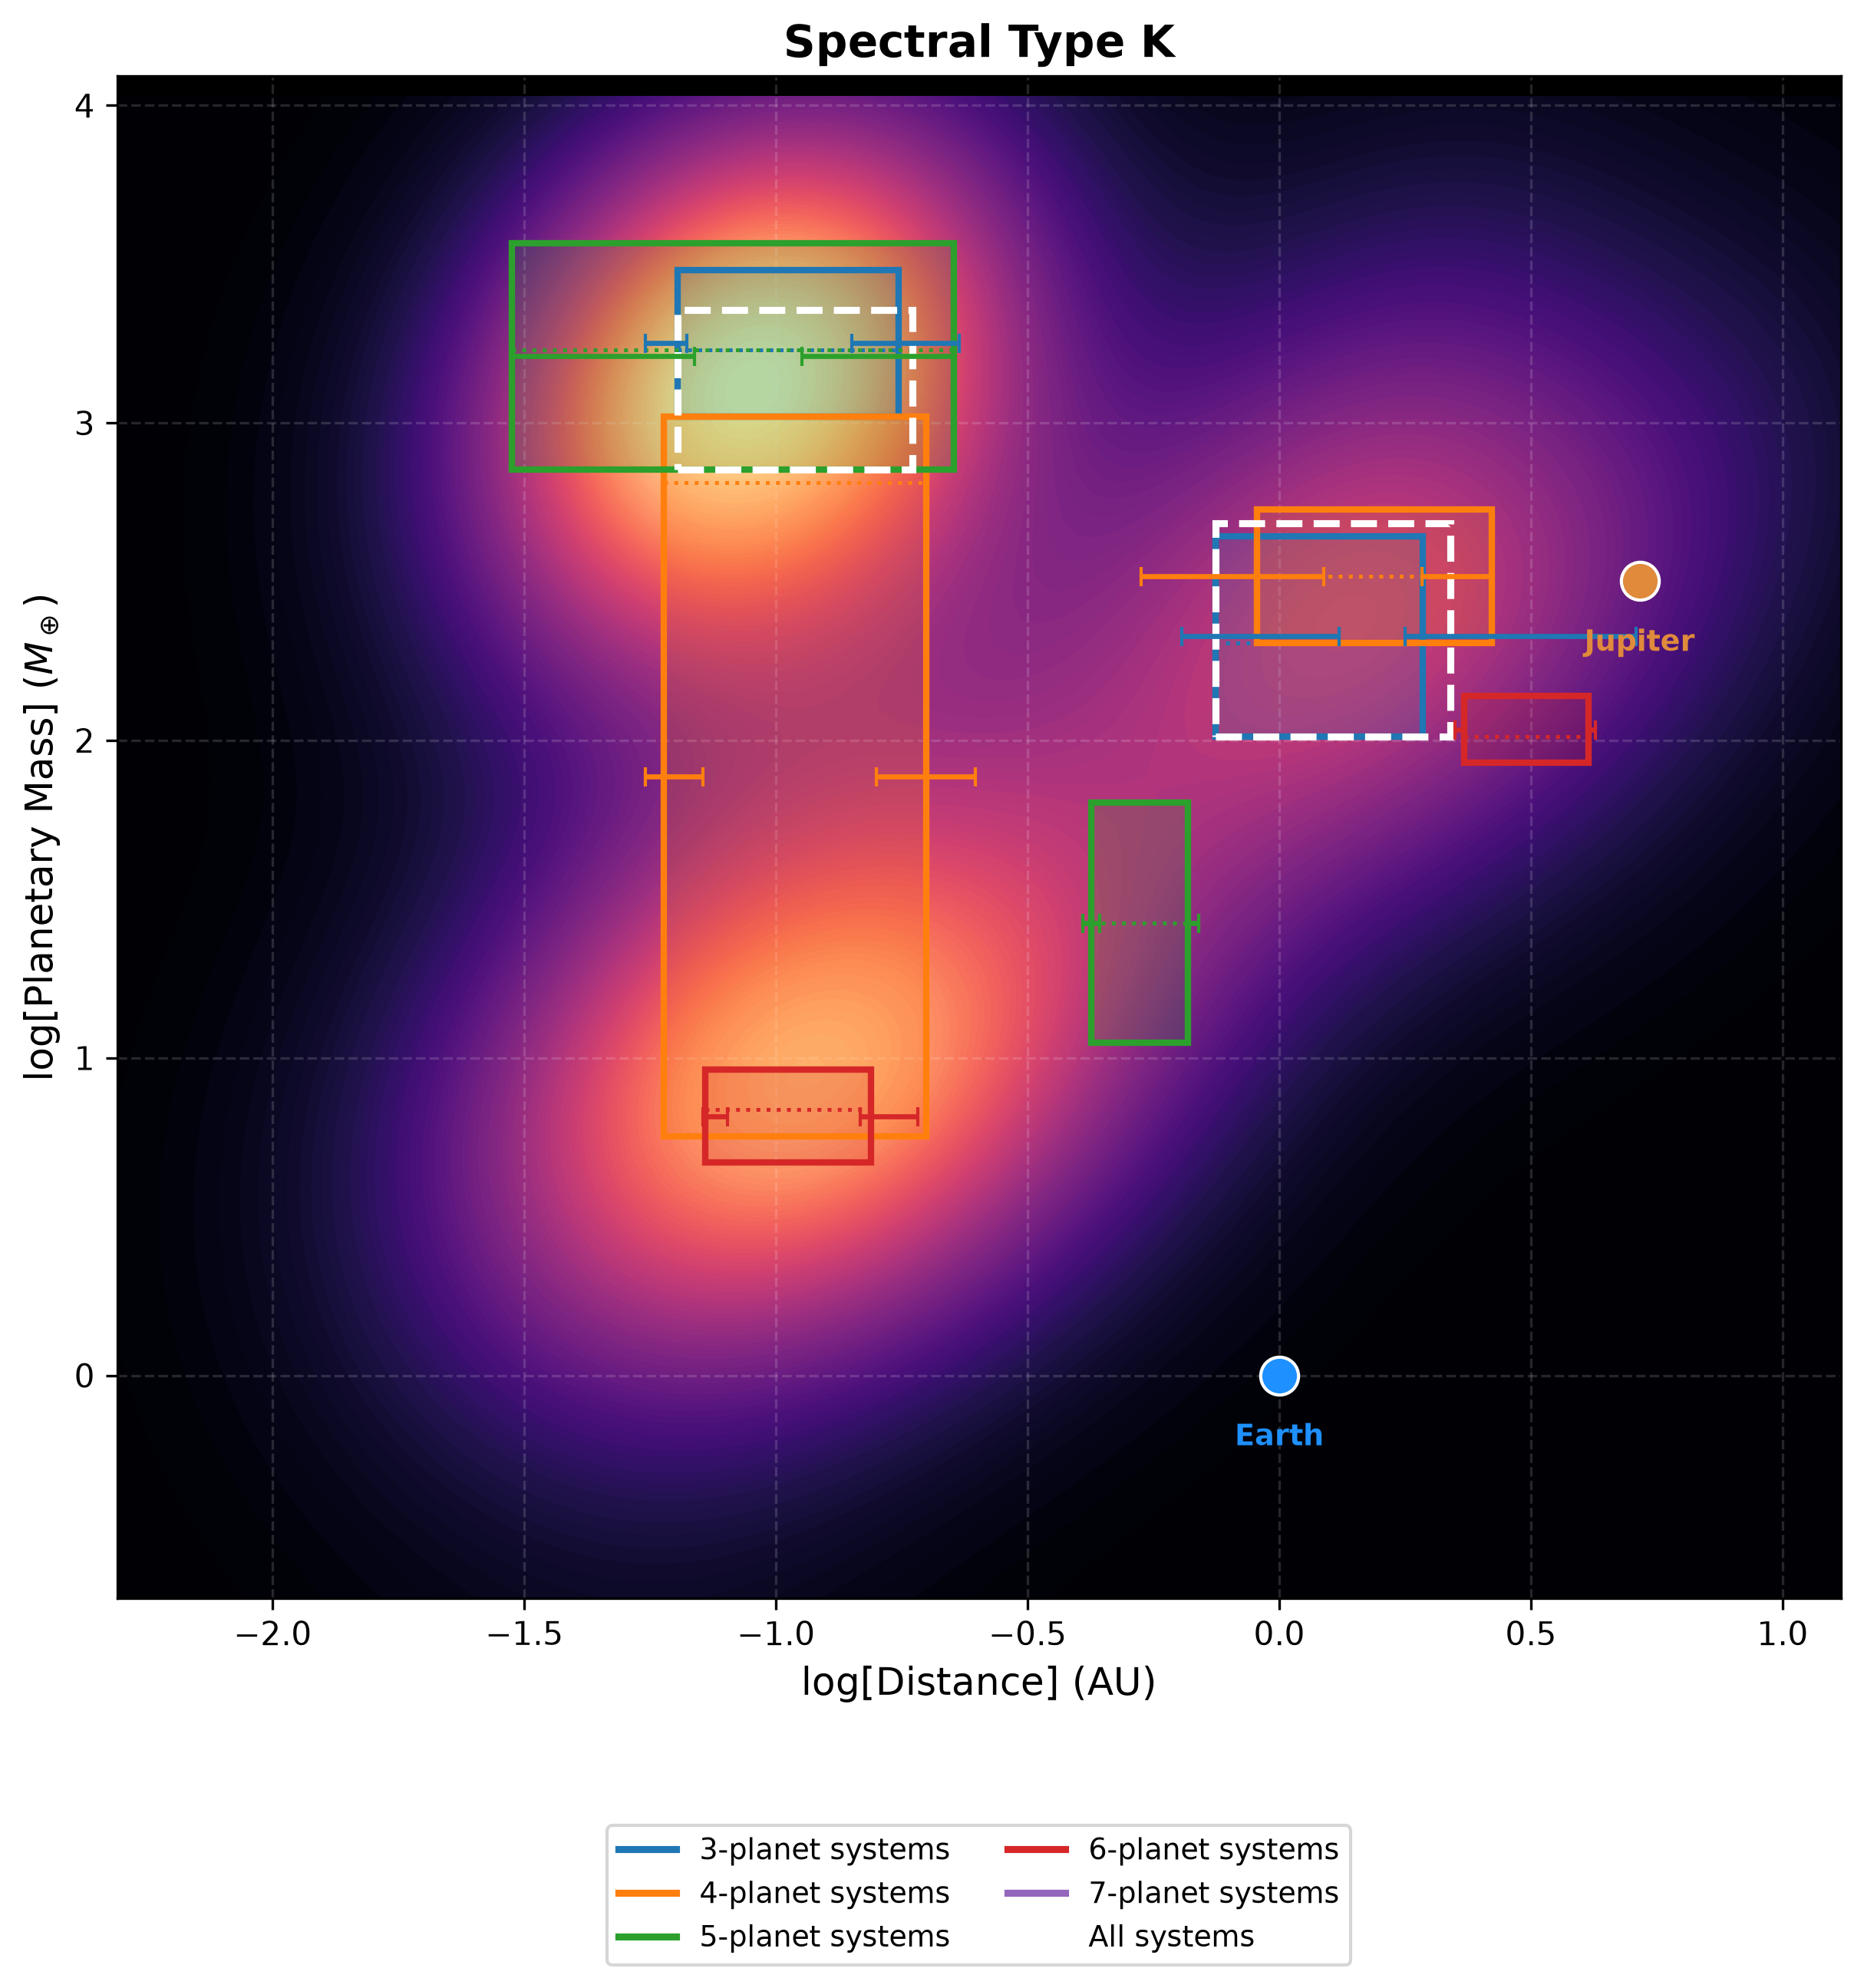 Spectral Type K
log[Planetary Mass] (M⊕)
4
3
2
1
0
Jupiter
Earth
−2.0 −1.5 −1.0 −0.5 0.0 0.5 1.0
log[Distance] (AU)
3-planet systems
4-planet systems
5-planet systems
6-planet systems
7-planet systems
All systems